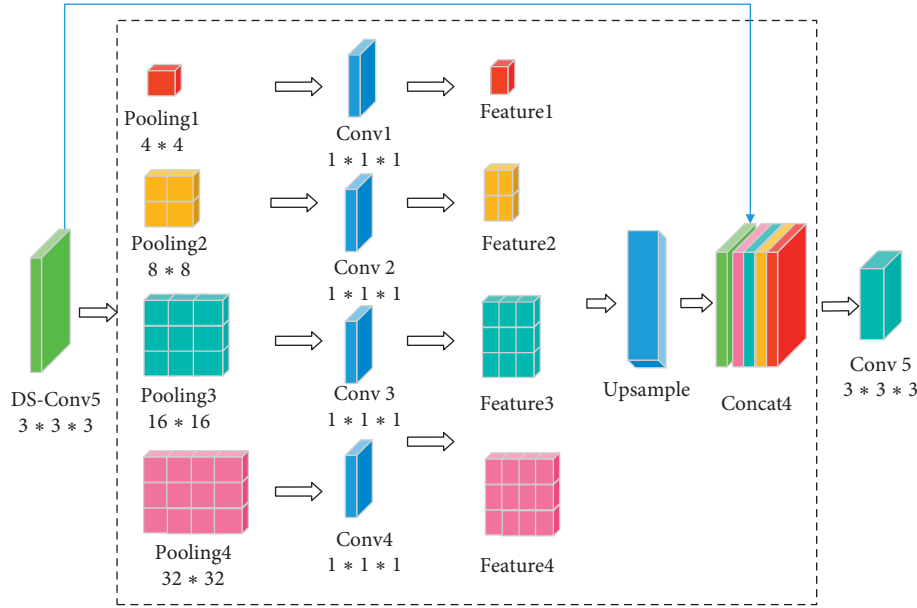 Pooling1
4 * 4
Conv1
1 * 1 * 1
Feature1
Pooling2
8 * 8
Conv 2
1 * 1 * 1
Feature2
DS-Conv5
3 * 3 * 3
Pooling3
16 * 16
Conv 3
1 * 1 * 1
Feature3
Upsample
Concat4
Conv 5
3 * 3 * 3
Pooling4
32 * 32
Conv4
1 * 1 * 1
Feature4